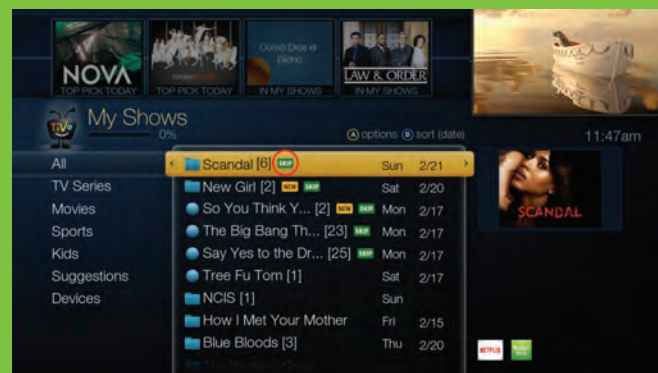 NOVA
TOP PICK TODAY
TOP PICK TODAY
Como Dice el
Dicho
IN MY SHOWS
LAW & ORDER
IN MY SHOWS
TiVo
My Shows
0%
A options B sort (date)
11:47am
All
TV Series
Movies
Sports
Kids
Suggestions
Devices
Scandal [6] SKIP Sun 2/21
New Girl [2] NEW SKIP Sat 2/20
So You Think Y... [2] NEW SKIP Mon 2/17
The Big Bang Th... [23] SKIP Mon 2/17
Say Yes to the Dr... [25] SKIP Mon 2/17
Tree Fu Tom [1] Sat 2/17
NCIS [1] Sun
How I Met Your Mother Fri 2/15
Blue Bloods [3] Thu 2/20
SCANDAL
NETFLIX